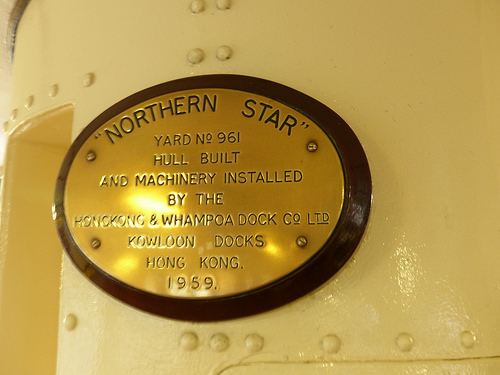 "NORTHERN STAR"
YARD Nº 961
HULL BUILT
AND MACHINERY INSTALLED
BY THE
HONGKONG & WHAMPOA DOCK Cº LTD
KOWLOON DOCKS
HONG KONG.
1959.